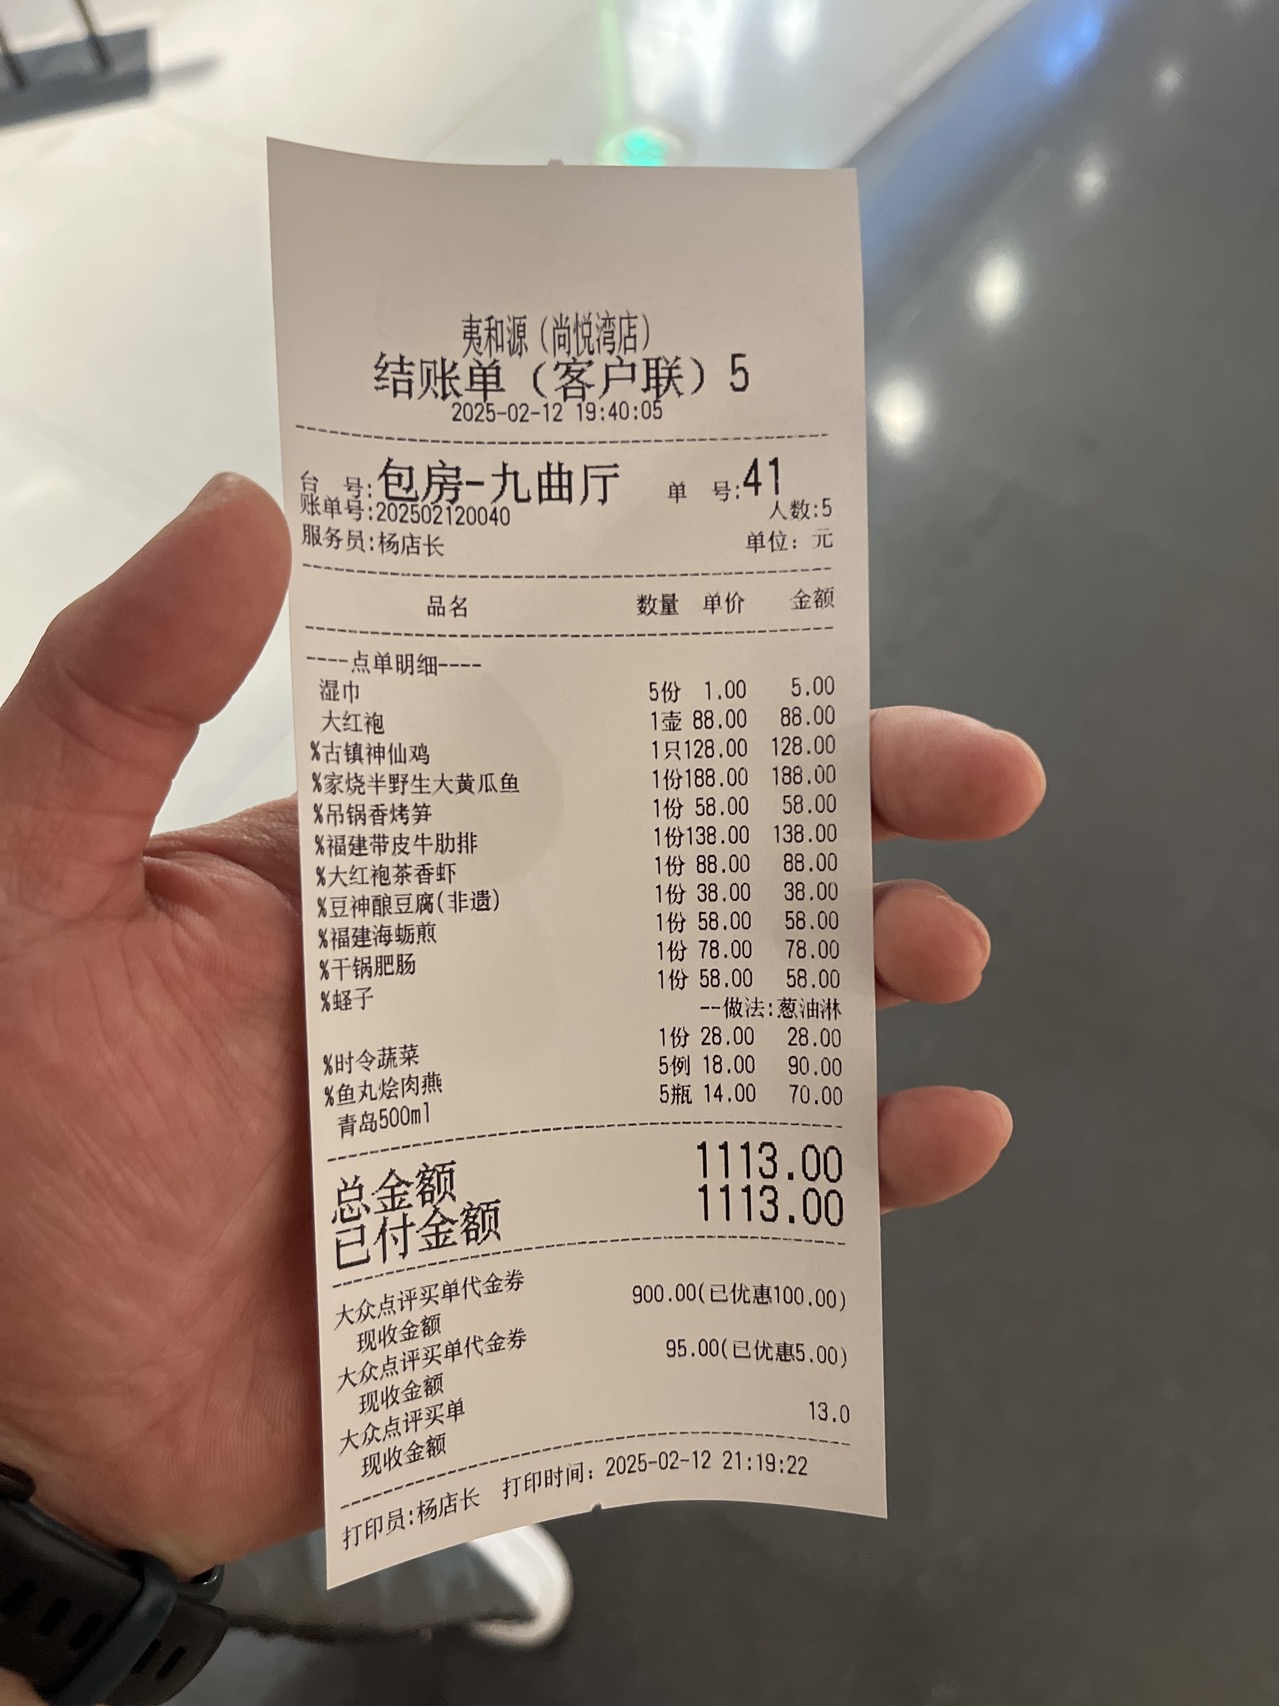 夷和源（尚悦湾店）
结账单（客户联）5
2025-02-12 19:40:05
台 号:包房-九曲厅 单 号:41
账单号:202502120040 人数:5
服务员:杨店长 单位: 元
品名 数量 单价 金额
----点单明细----
湿巾 5份 1.00 5.00
大红袍 1壶 88.00 88.00
%古镇神仙鸡 1只128.00 128.00
%家烧半野生大黄瓜鱼 1份188.00 188.00
%吊锅香烤笋 1份 58.00 58.00
%福建带皮牛肋排 1份138.00 138.00
%大红袍茶香虾 1份 88.00 88.00
%豆神酿豆腐(非遗) 1份 38.00 38.00
%福建海蛎煎 1份 58.00 58.00
%干锅肥肠 1份 78.00 78.00
%蛏子 1份 58.00 58.00
--做法:葱油淋
%时令蔬菜 1份 28.00 28.00
%鱼丸烩肉燕 5例 18.00 90.00
青岛500ml 5瓶 14.00 70.00
总金额 1113.00
已付金额 1113.00
大众点评买单代金券
现收金额 900.00(已优惠100.00)
大众点评买单代金券
现收金额 95.00(已优惠5.00)
大众点评买单
现收金额 13.0
打印员:杨店长 打印时间: 2025-02-12 21:19:22